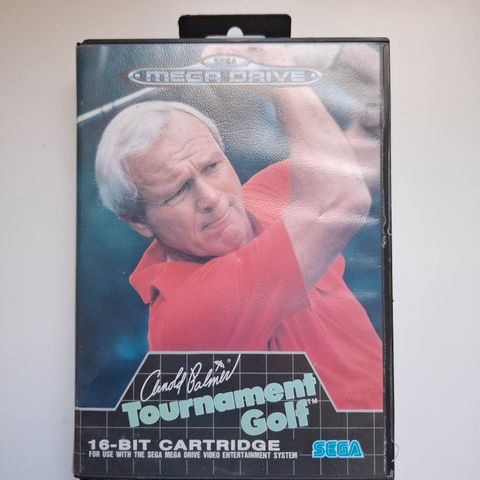 SEGA
MEGA DRIVE
Arnold Palmer ®
Tournament
Golf™
16-BIT CARTRIDGE
FOR USE WITH THE SEGA MEGA DRIVE VIDEO ENTERTAINMENT SYSTEM
SEGA